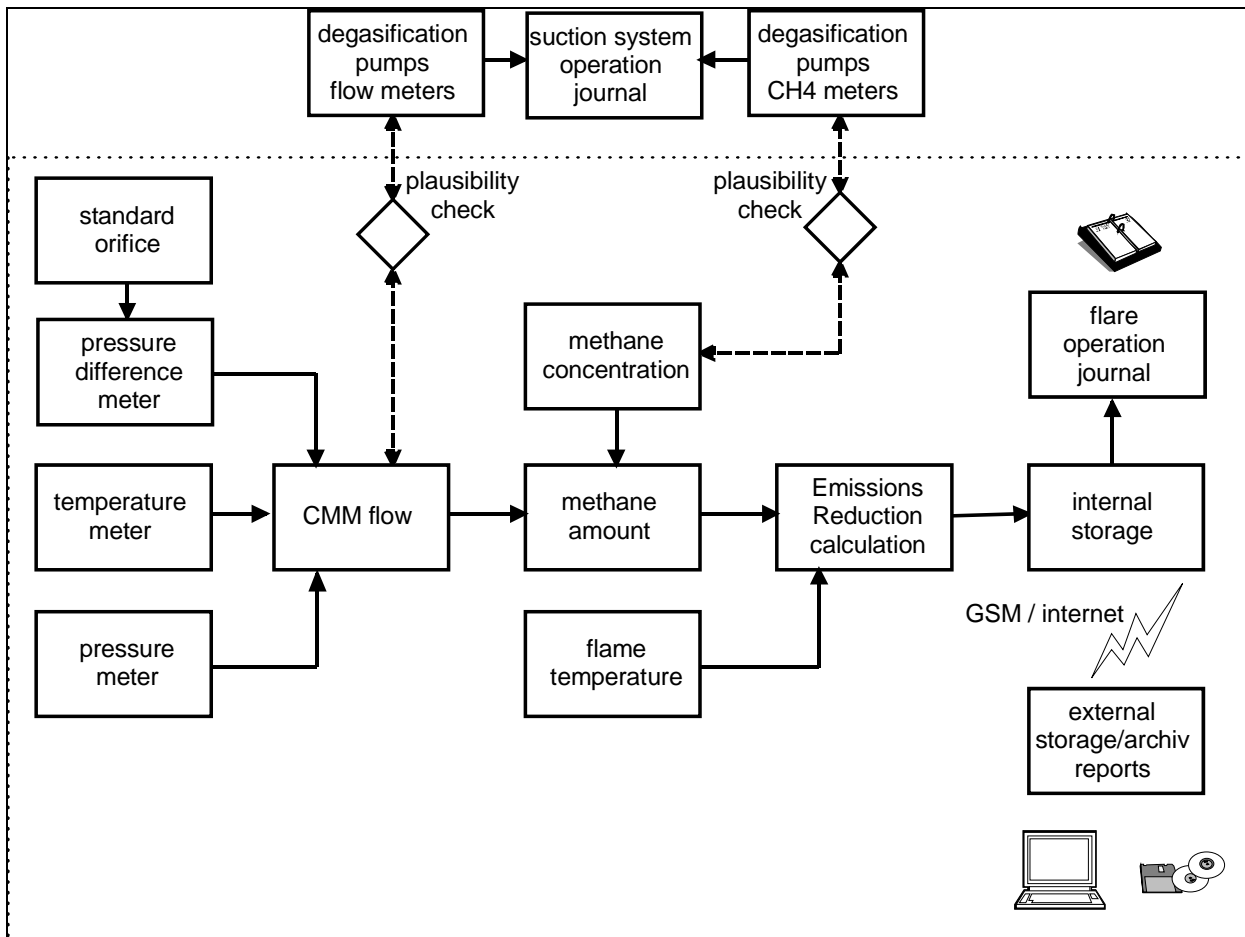 degasification
pumps
flow meters
suction system
operation
journal
degasification
pumps
CH4 meters
plausibility
check
plausibility
check
standard
orifice
pressure
difference
meter
methane
concentration
flare
operation
journal
temperature
meter
CMM flow
methane
amount
Emissions
Reduction
calculation
internal
storage
GSM / internet
pressure
meter
flame
temperature
external
storage/archiv
reports